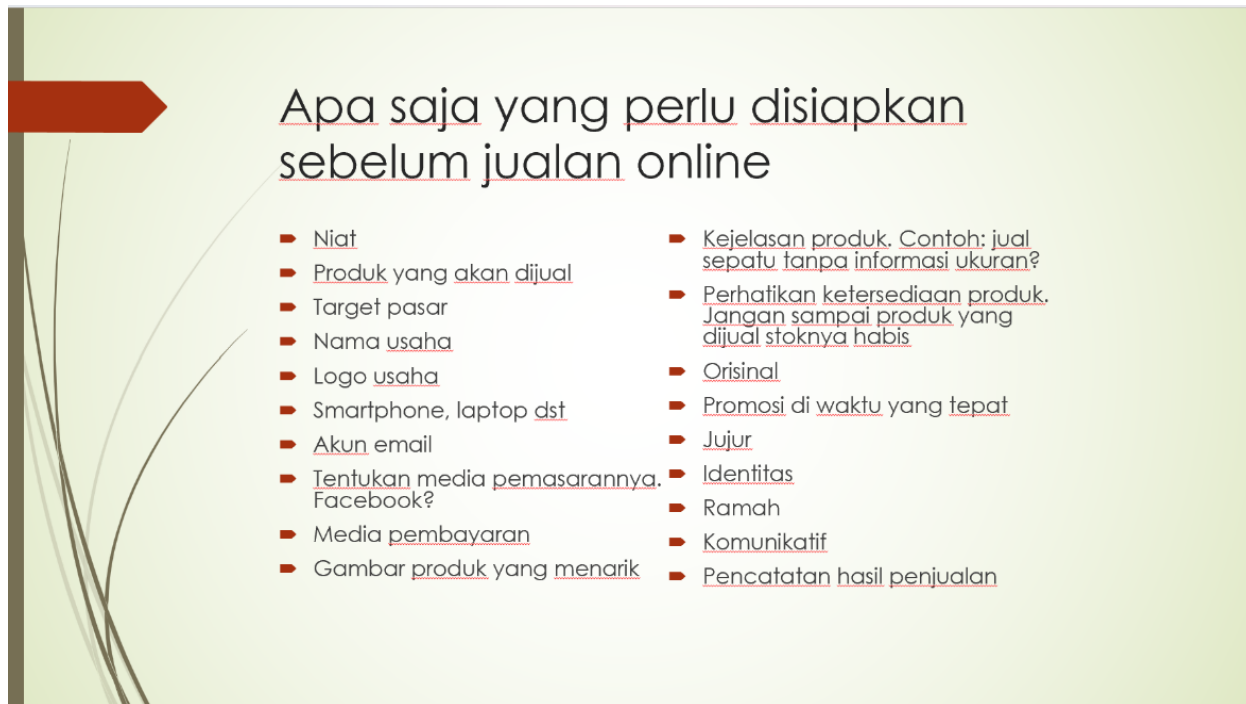 Apa saja yang perlu disiapkan
sebelum jualan online
Niat
Produk yang akan dijual
Target pasar
Nama usaha
Logo usaha
Smartphone, laptop dst
Akun email
Tentukan media pemasarannya.
Facebook?
Media pembayaran
Gambar produk yang menarik
Kejelasan produk. Contoh: jual
sepatu tanpa informasi ukuran?
Perhatikan ketersediaan produk.
Jangan sampai produk yang
dijual stoknya habis
Orisinal
Promosi di waktu yang tepat
Jujur
Identitas
Ramah
Komunikatif
Pencatatan hasil penjualan